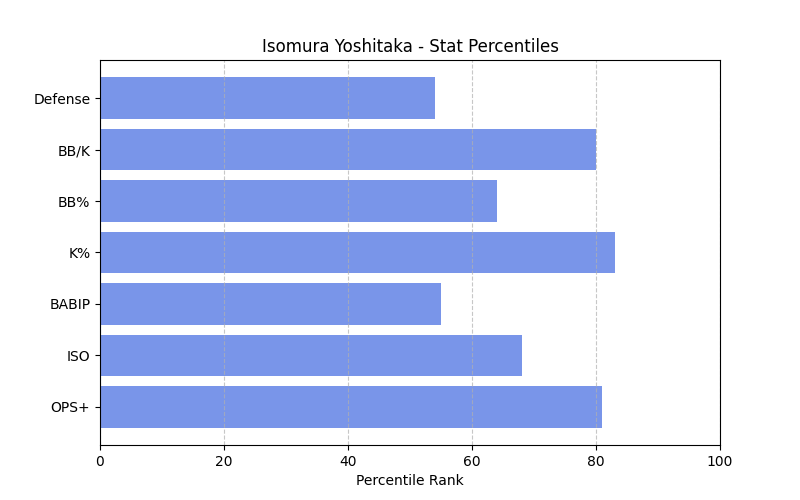 Isomura Yoshitaka - Stat Percentiles
Defense
BB/K
BB%
K%
BABIP
ISO
OPS+
0 20 40 60 80 100
Percentile Rank